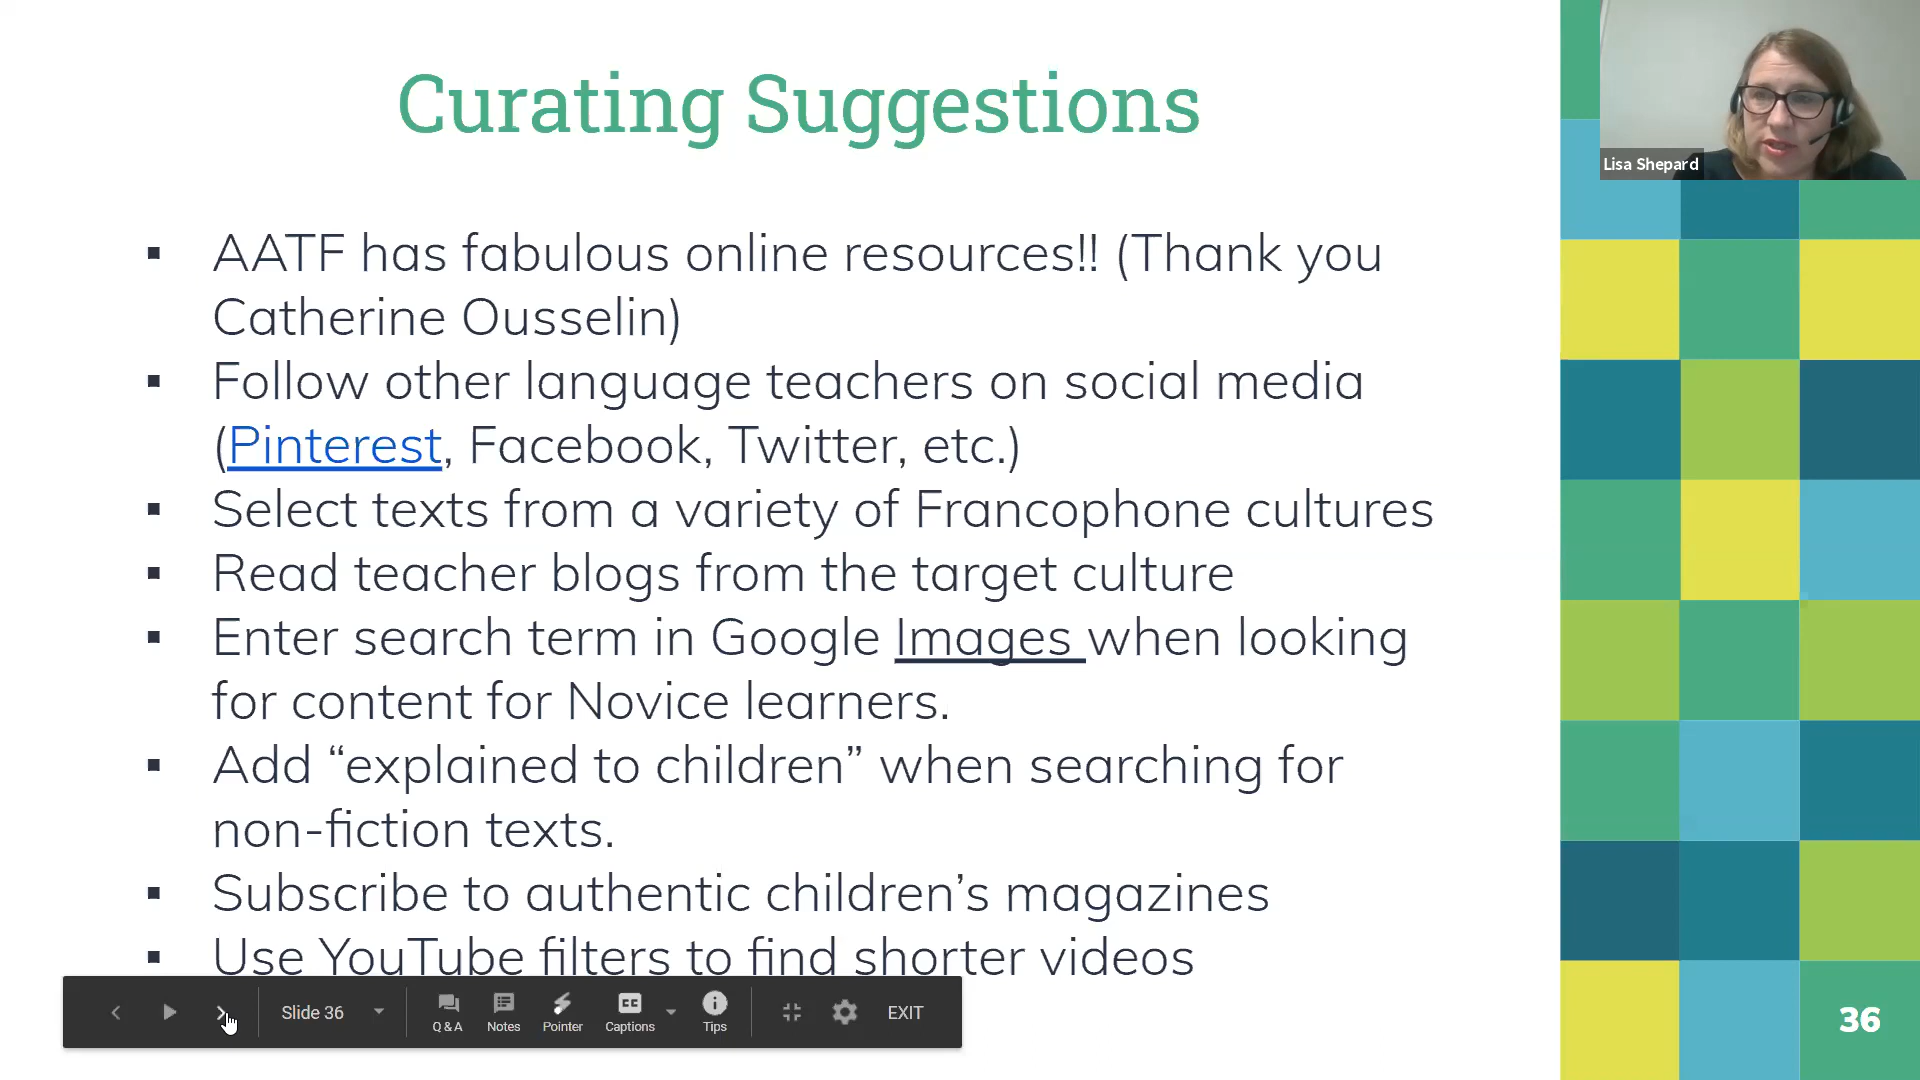 Curating Suggestions
Lisa Shepard
▪ AATF has fabulous online resources!! (Thank you
Catherine Ousselin)
▪ Follow other language teachers on social media
(Pinterest, Facebook, Twitter, etc.)
▪ Select texts from a variety of Francophone cultures
▪ Read teacher blogs from the target culture
▪ Enter search term in Google Images when looking
for content for Novice learners.
▪ Add “explained to children” when searching for
non-fiction texts.
▪ Subscribe to authentic children’s magazines
▪ Use YouTube filters to find shorter videos
Slide 36
Q & A
Notes
Pointer
CC
Captions
Tips
EXIT
36